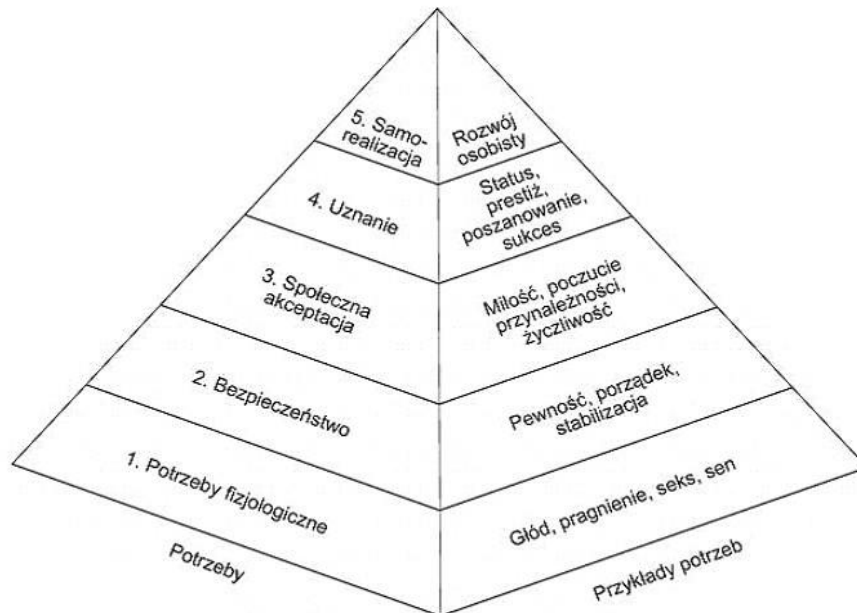 5. Samo-
realizacja
Rozwój
osobisty
4. Uznanie
Status,
prestiż,
poszanowanie,
sukces
3. Społeczna
akceptacja
Miłość, poczucie
przynależności,
życzliwość
2. Bezpieczeństwo
Pewność, porządek,
stabilizacja
1. Potrzeby fizjologiczne
Głód, pragnienie, seks, sen
Potrzeby
Przykłady potrzeb